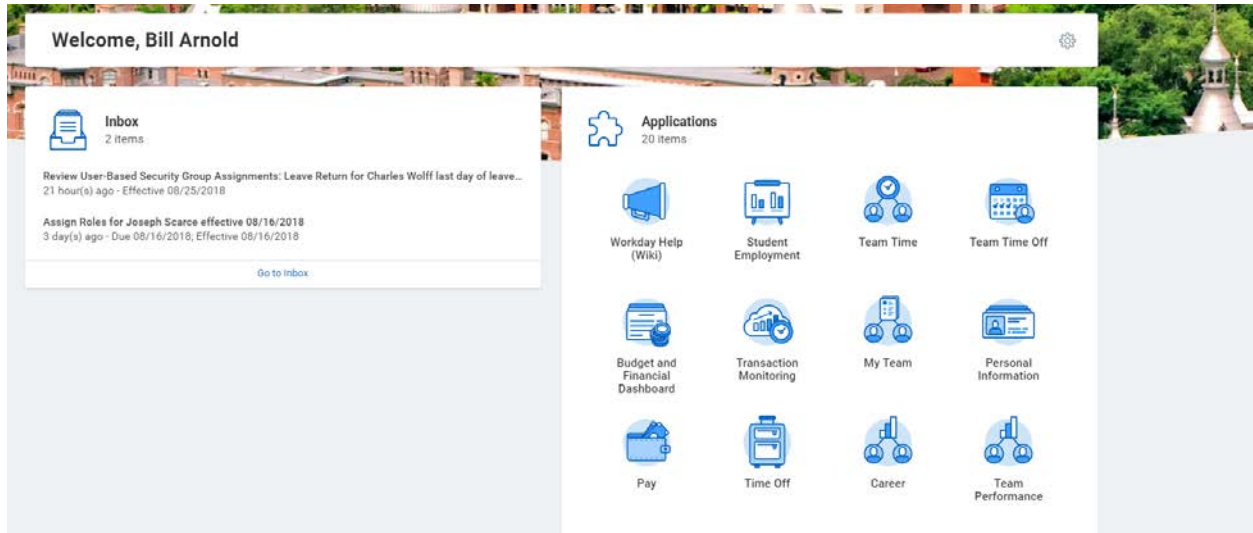 Welcome, Bill Arnold
Inbox
2 items
Review User-Based Security Group Assignments: Leave Return for Charles Wolff last day of leave...
21 hour(s) ago - Effective 08/25/2018
Assign Roles for Joseph Scarce effective 08/16/2018
3 day(s) ago - Due 08/16/2018; Effective 08/16/2018
Go to Inbox
Applications
20 items
Workday Help
(Wiki)
Student
Employment
Team Time
Team Time Off
Budget and
Financial
Dashboard
Transaction
Monitoring
My Team
Personal
Information
Pay
Time Off
Career
Team
Performance